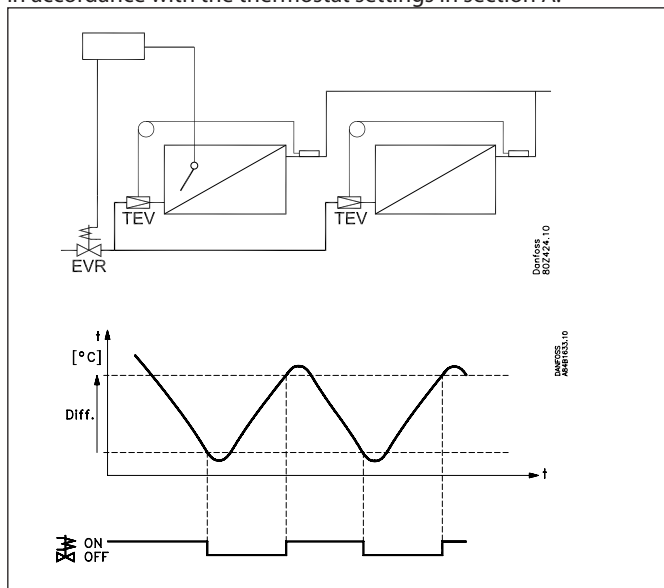 in accordance with the thermostat settings in section A.
TEV
TEV
EVR
Danfoss
80Z424.10
t
[°C]
Diff.
t
DANFOSS
A84B1633.10
ON
OFF